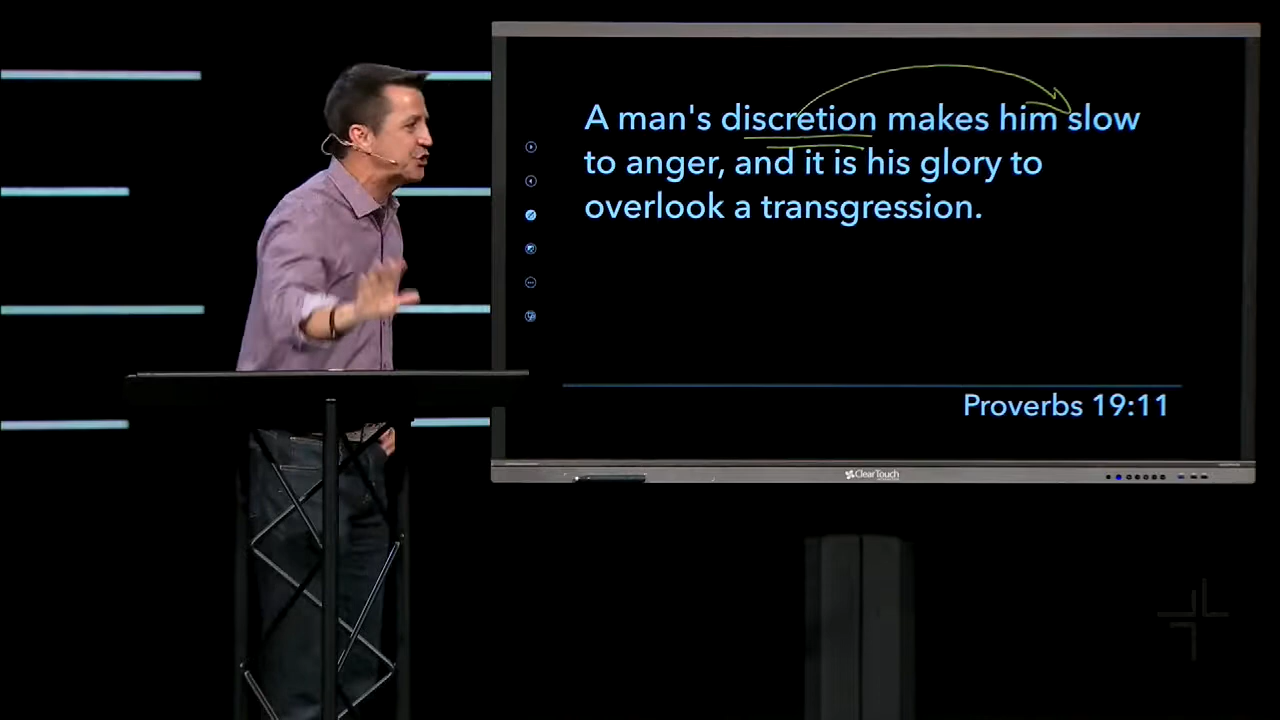 A man's discretion makes him slow
to anger, and it is his glory to
overlook a transgression.
Proverbs 19:11
ClearTouch